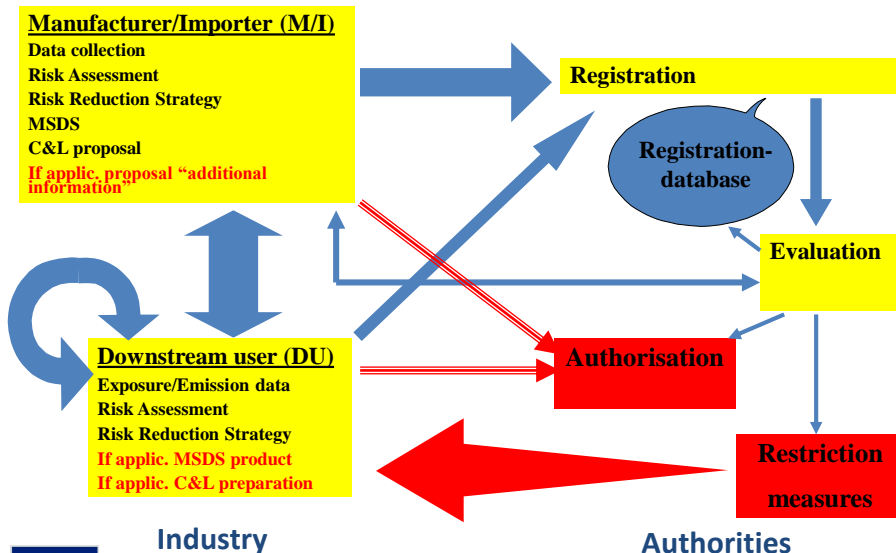 Manufacturer/Importer (M/I)
Data collection
Risk Assessment
Risk Reduction Strategy
MSDS
C&L proposal
If applic. proposal “additional
information”
Registration
Registration-
database
Evaluation
Downstream user (DU)
Exposure/Emission data
Risk Assessment
Risk Reduction Strategy
If applic. MSDS product
If applic. C&L preparation
Authorisation
Restriction
measures
Industry
Authorities